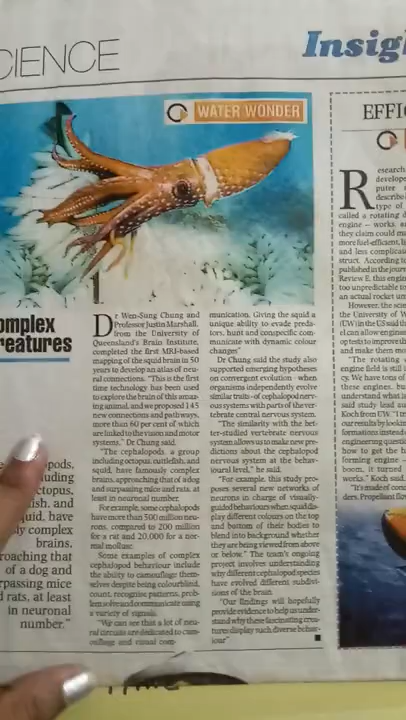 CIENCE
Insig
WATER WONDER
omplex
reatures
pods,
uding
ctopus,
ish, and
quid, have
ly complex
brains,
roaching that
of a dog and
rpassing mice
d rats, at least
in neuronal
number."
Dr Wen-Sung Chung and
Professor Justin Marshall,
from the University of
Queensland's Brain Institute,
completed the first MRI-based
mapping of the squid brain in 50
years to develop an atlas of neu-
ral connections. "This is the first
time technology has been used
to explore the brain of this amaz-
ing animal, and we proposed 145
new connections and pathways,
more than 60 per cent of which
are linked to the vision and motor
systems," Dr Chung said.
"The cephalopods, a group
including octopus, cuttlefish, and
squid, have famously complex
brains, approaching that of a dog
and surpassing mice and rats, at
least in neuronal number.
For example, some cephalopods
have more than 500 million neu-
rons, compared to 200 million
for a rat and 20,000 for a nor-
mal mollusc.
Some examples of complex
cephalopod behaviour include
the ability to camouflage them-
selves despite being colourblind,
count, recognise patterns, prob-
lem solve and communicate using
a variety of signals.
"We can see that a lot of neu-
ral circuits are dedicated to cam-
ouflage and visual com-
munication. Giving the squid a
unique ability to evade preda-
tors, hunt and conspecific com-
municate with dynamic colour
changes".
Dr Chung said the study also
supported emerging hypotheses
on convergent evolution - when
organisms independently evolve
similar traits - of cephalopod nerv-
ous systems with parts of the ver-
tebrate central nervous system.
"The similarity with the bet-
ter-studied vertebrate nervous
system allows us to make new pre-
dictions about the cephalopod
nervous system at the behav-
ioural level," he said.
"For example, this study pro-
poses several new networks of
neurons in charge of visually-
guided behaviours when squid dis-
play different colours on the top
and bottom of their bodies to
blend into background whether
they are being viewed from above
or below." The team's ongoing
project involves understanding
why different cephalopod species
have evolved different subdivi-
sions of the brain.
"Our findings will hopefully
provide evidence to help us under-
stand why these fascinating crea-
tures display such diverse behav-
iour"
EFFI
Research
develope
puter
describe
type of
called a rotating d
engine – works, a
they claim could ma
more fuel-efficient, li
and less complicat
struct. According to
published in the jour
Review E, this engine
too unpredictable to
an actual rocket un
However, the scie
the University of W
(UW in the US said th
el can allow engine
op tests to improve th
and make them mo
"The rotating
engine field is still i
cy. We have tons of
these engines, bu
understand what is
said study lead au
Koch from UW. "I tr
our results by lookin
formations instead
engineering questi
how to get the h
forming engine –
boom, it turned
works." Koch said.
"It's made of conc
ders. Propellant flo